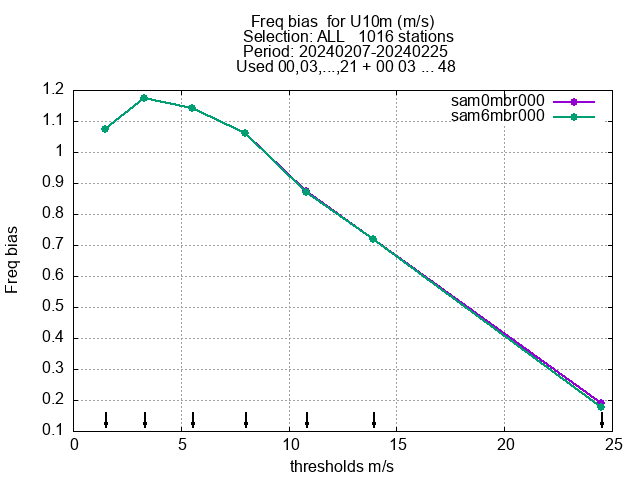 Freq bias  for U10m (m/s)
Selection: ALL   1016 stations
Period: 20240207-20240225
Used 00,03,...,21 + 00 03 ... 48
sam0mbr000
sam6mbr000
1.2
1.1
1
0.9
0.8
0.7
0.6
0.5
0.4
0.3
0.2
0.1
Freq bias
0 5 10 15 20 25
thresholds m/s